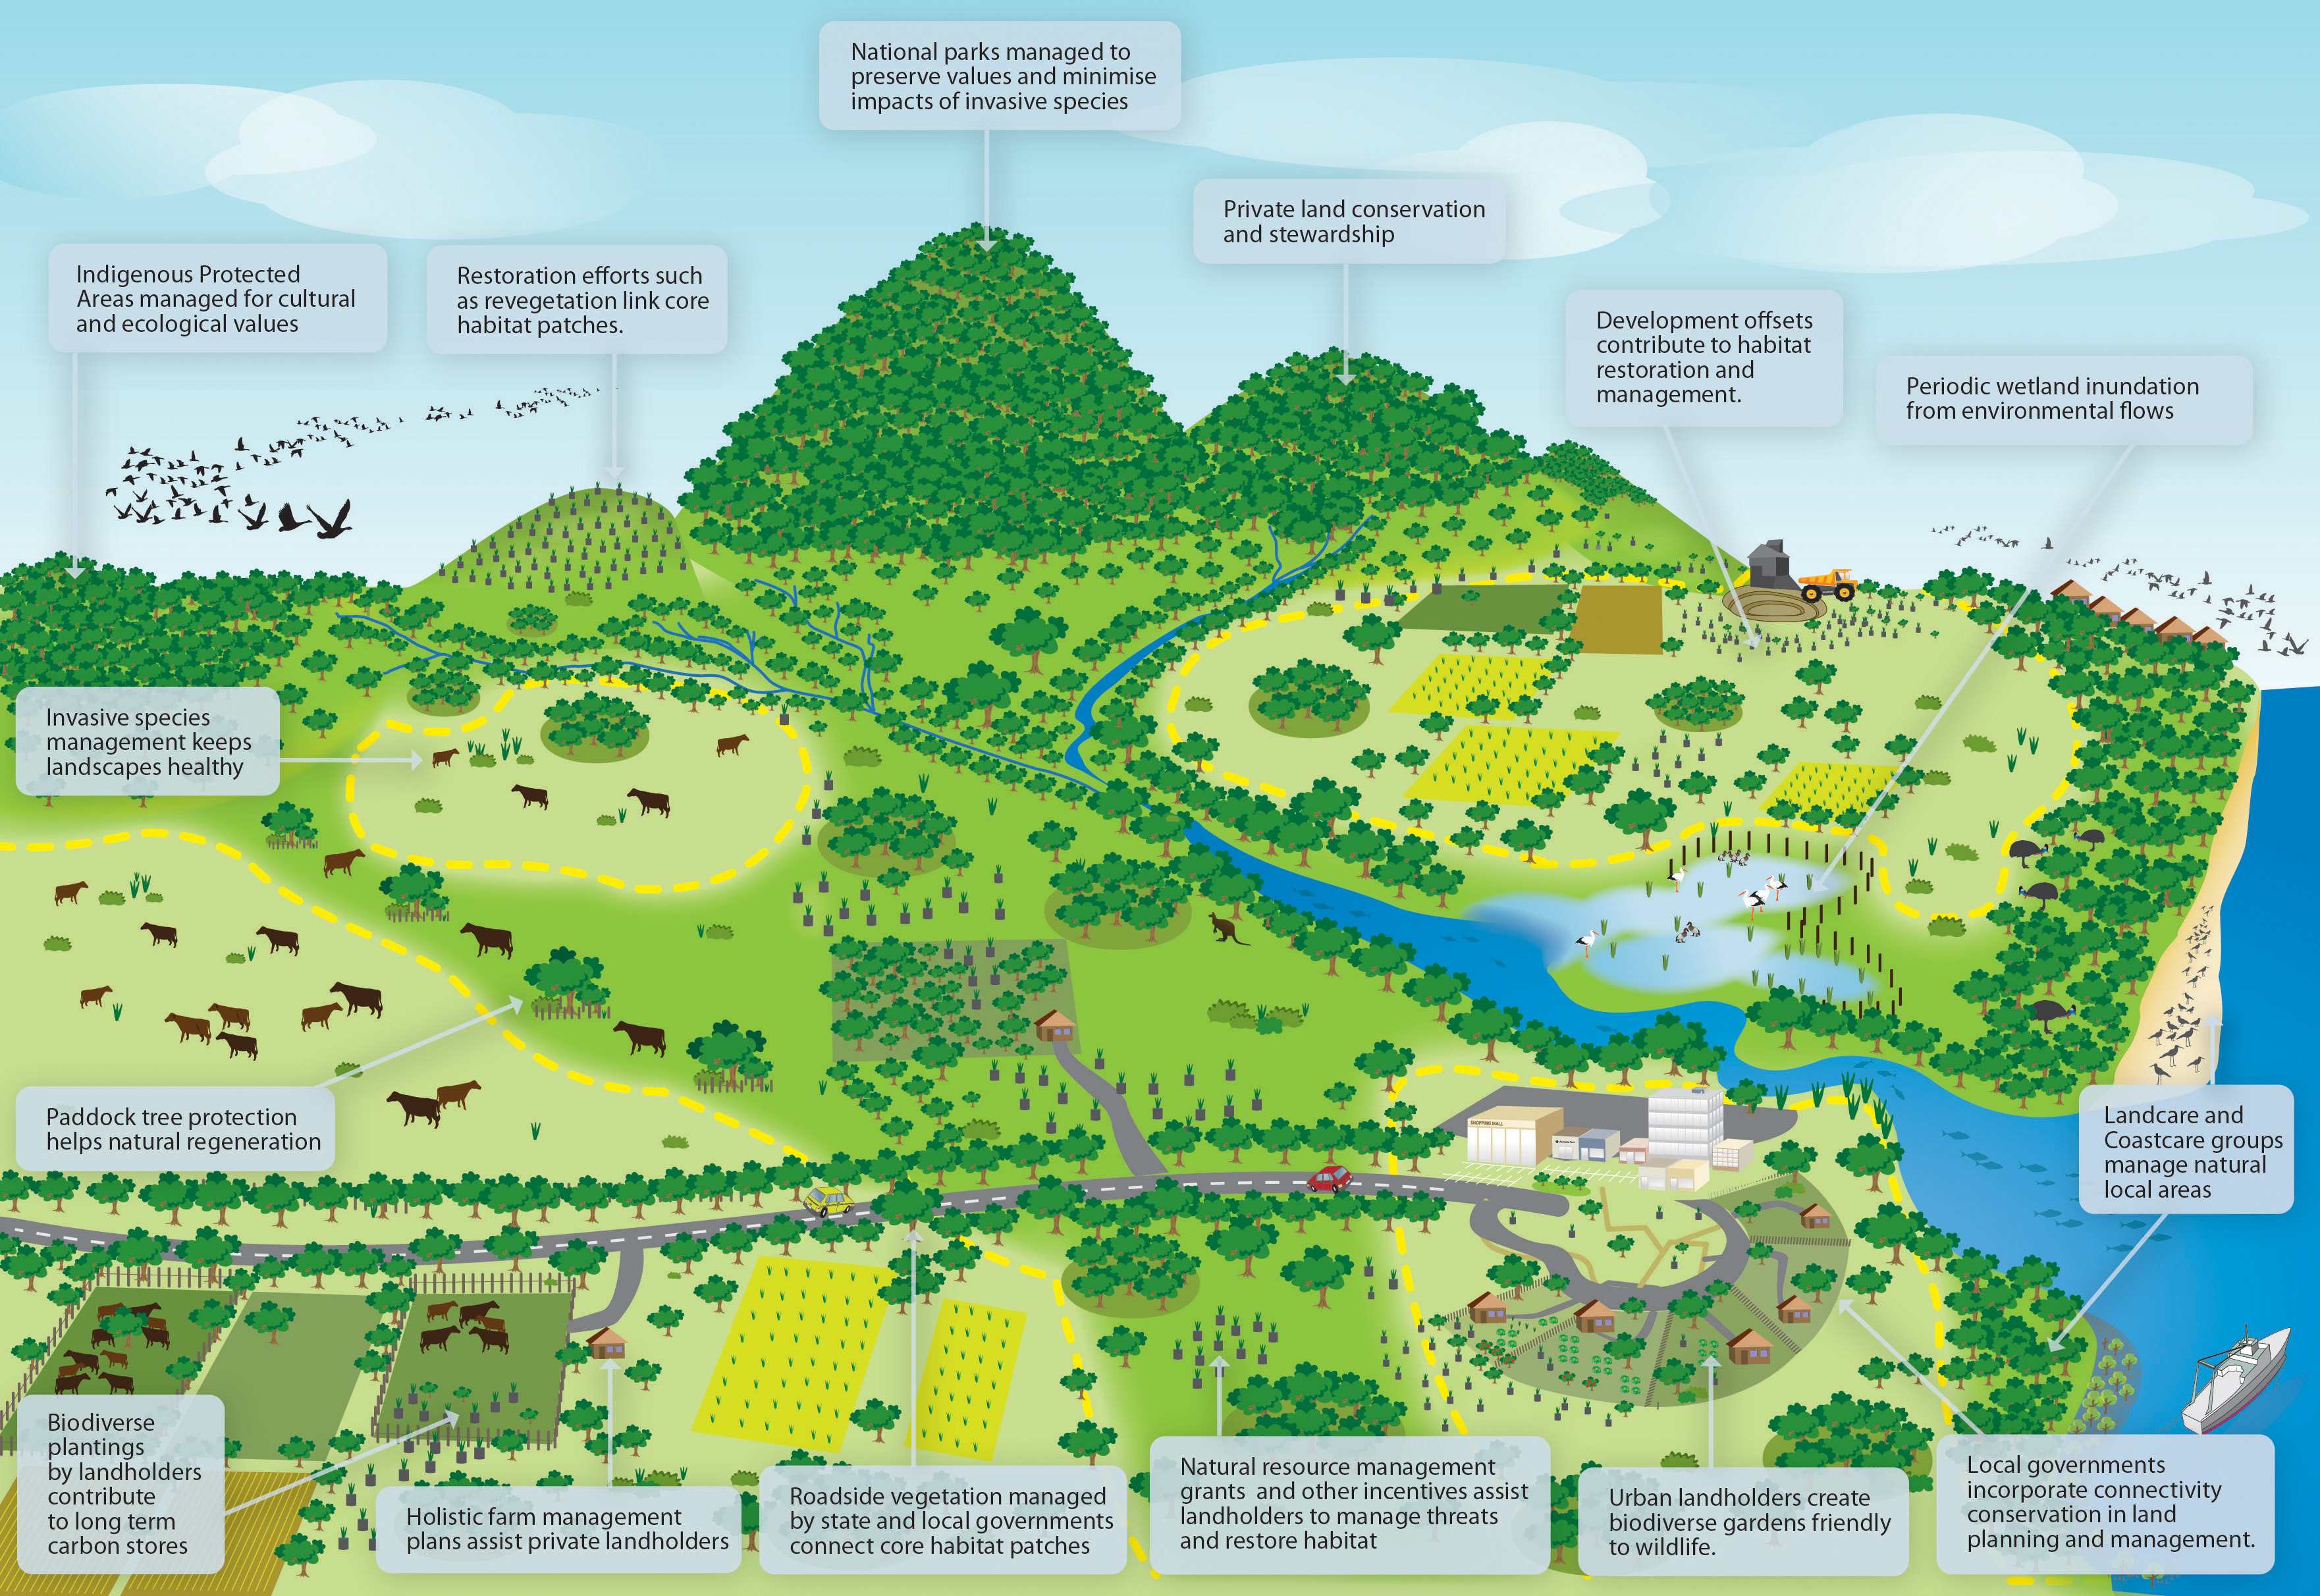 National parks managed to
preserve values and minimise
impacts of invasive species
Private land conservation
and stewardship
Indigenous Protected
Areas managed for cultural
and ecological values
Restoration efforts such
as revegetation link core
habitat patches.
Development offsets
contribute to habitat
restoration and
management.
Periodic wetland inundation
from environmental flows
Invasive species
management keeps
landscapes healthy
Paddock tree protection
helps natural regeneration
SHOPPING MALL
Landcare and
Coastcare groups
manage natural
local areas
Biodiverse
plantings
by landholders
contribute
to long term
carbon stores
Holistic farm management
plans assist private landholders
Roadside vegetation managed
by state and local governments
connect core habitat patches
Natural resource management
grants and other incentives assist
landholders to manage threats
and restore habitat
Urban landholders create
biodiverse gardens friendly
to wildlife.
Local governments
incorporate connectivity
conservation in land
planning and management.